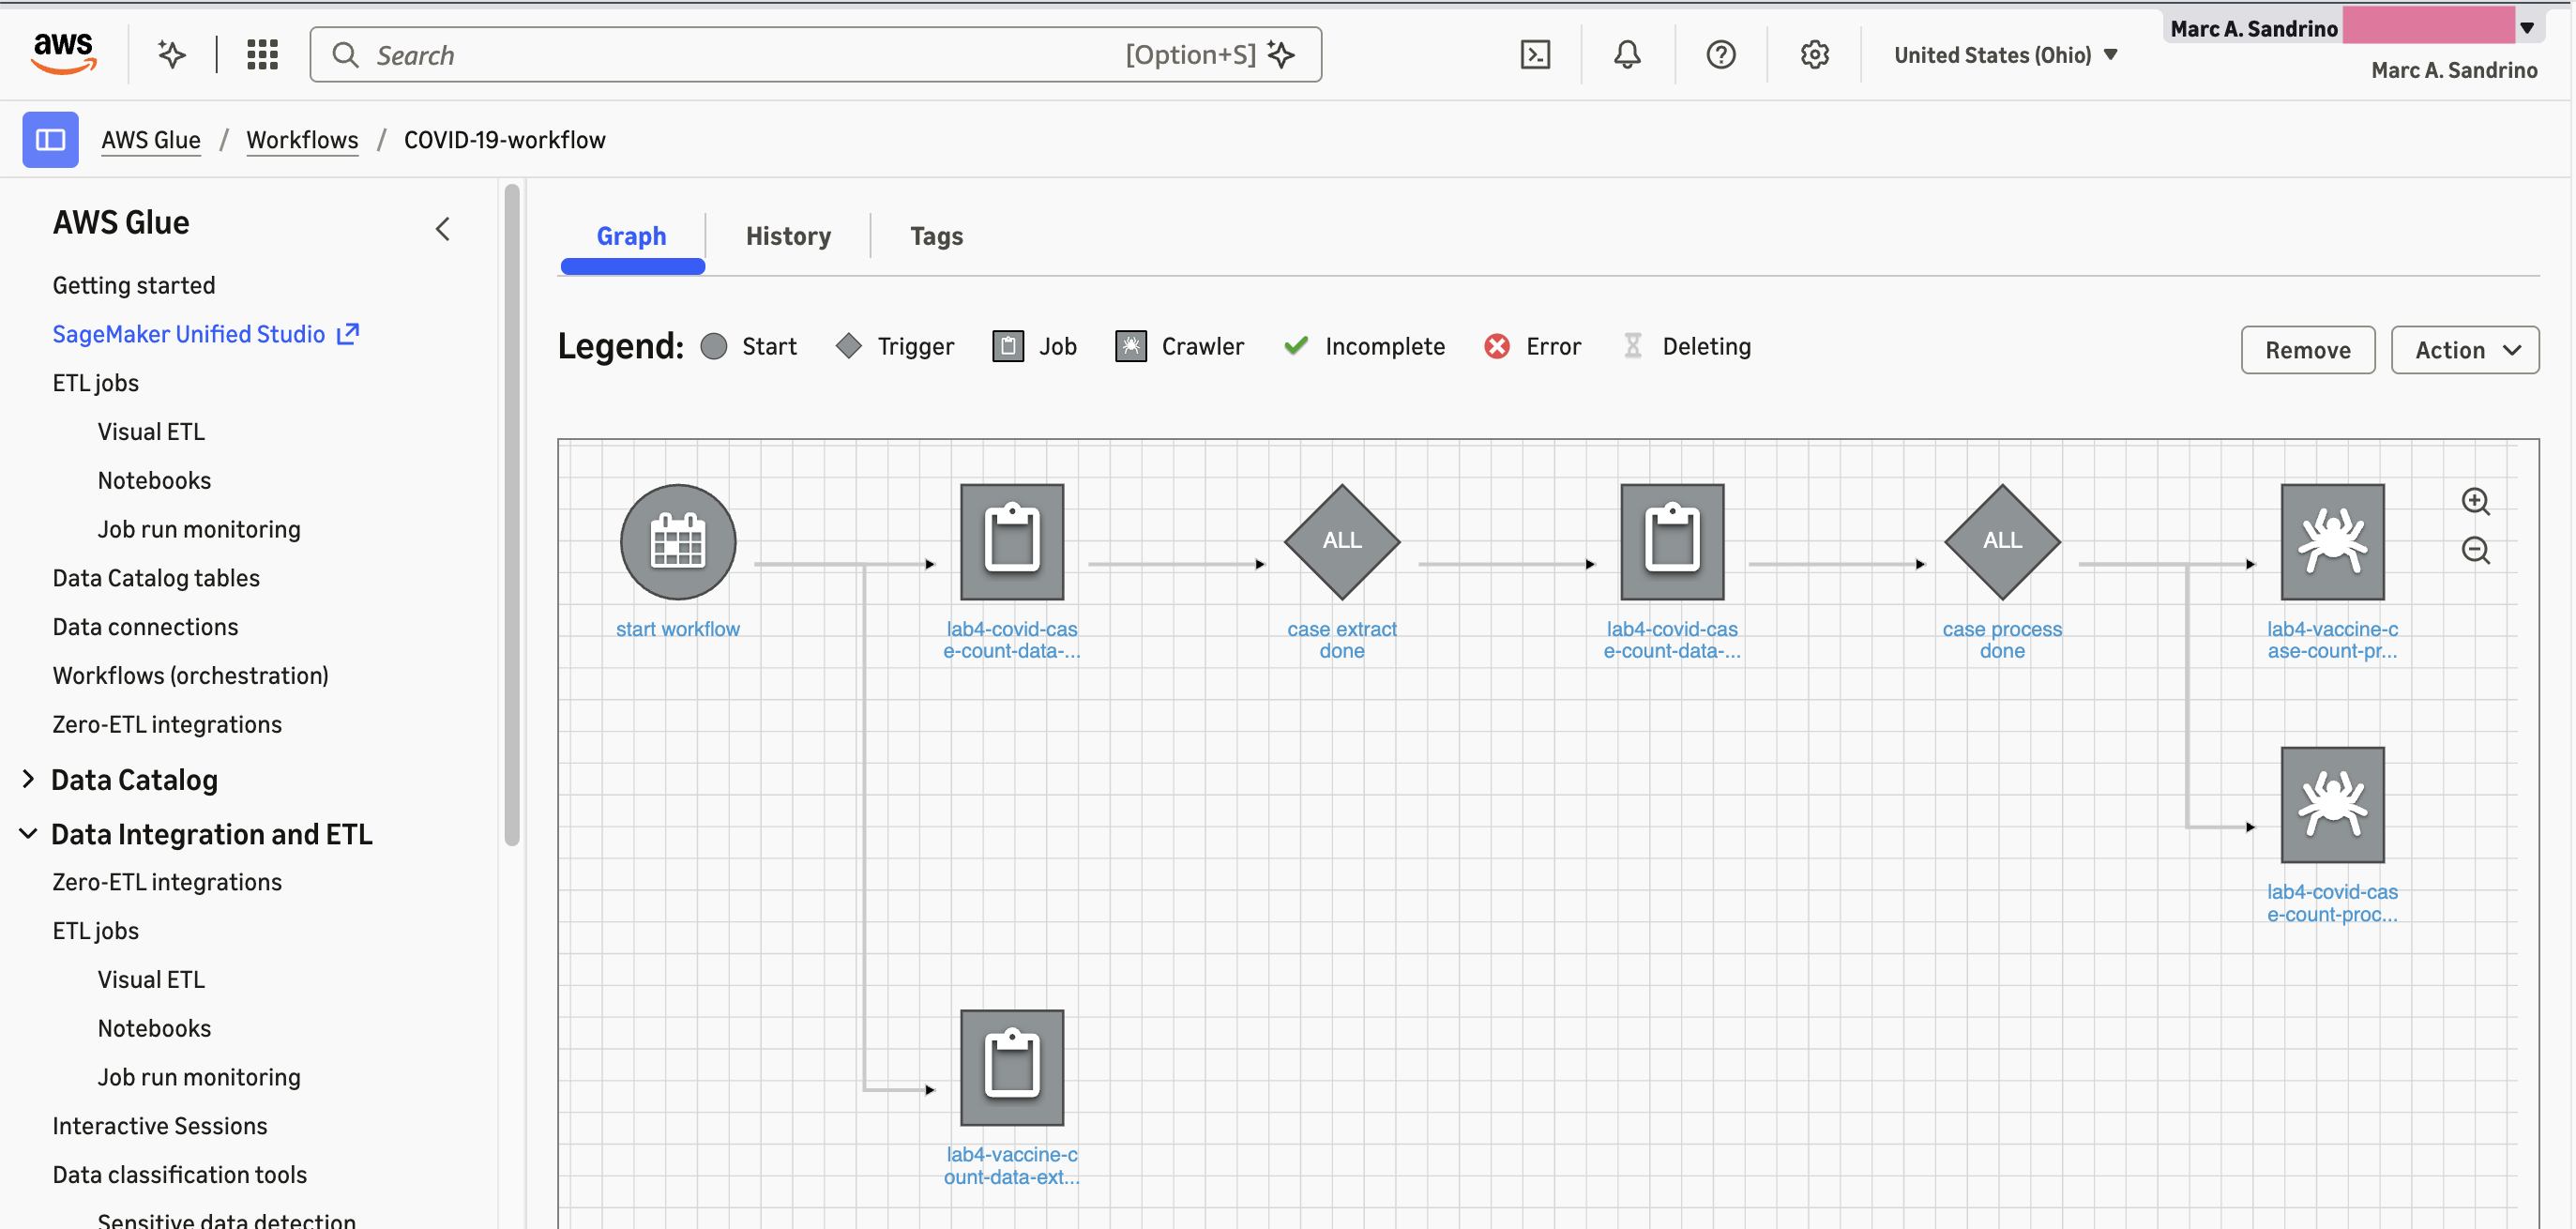 aws
Search [Option+S]
United States (Ohio)
Marc A. Sandrino
Marc A. Sandrino
AWS Glue / Workflows / COVID-19-workflow
AWS Glue
Getting started
SageMaker Unified Studio
ETL jobs
Visual ETL
Notebooks
Job run monitoring
Data Catalog tables
Data connections
Workflows (orchestration)
Zero-ETL integrations
Data Catalog
Data Integration and ETL
Zero-ETL integrations
ETL jobs
Visual ETL
Notebooks
Job run monitoring
Interactive Sessions
Data classification tools
Sensitive data detection
Graph History Tags
Legend: Start Trigger Job Crawler Incomplete Error Deleting
Remove Action
ALL ALL
start workflow
lab4-covid-cas
e-count-data-...
case extract
done
lab4-covid-cas
e-count-data-...
case process
done
lab4-vaccine-c
ase-count-pr...
lab4-covid-cas
e-count-proc...
lab4-vaccine-c
ount-data-ext...